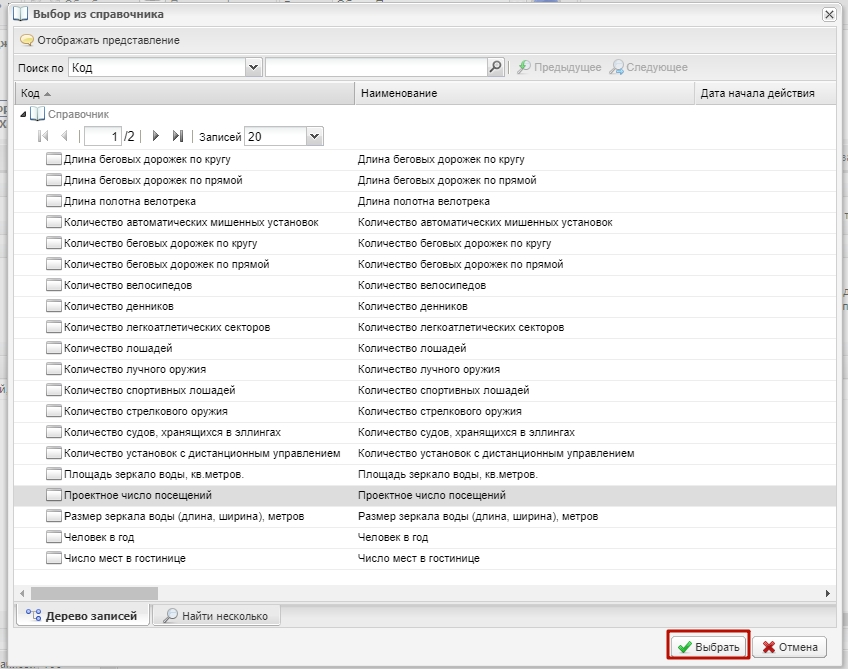 Выбор из справочника
Отображать представление
Поиск по Код Предыдущее Следующее
Код Наименование Дата начала действия
Справочник
1 /2 Записей 20
Длина беговых дорожек по кругу Длина беговых дорожек по кругу
Длина беговых дорожек по прямой Длина беговых дорожек по прямой
Длина полотна велотрека Длина полотна велотрека
Количество автоматических мишенных установок Количество автоматических мишенных установок
Количество беговых дорожек по кругу Количество беговых дорожек по кругу
Количество беговых дорожек по прямой Количество беговых дорожек по прямой
Количество велосипедов Количество велосипедов
Количество денников Количество денников
Количество легкоатлетических секторов Количество легкоатлетических секторов
Количество лошадей Количество лошадей
Количество лучного оружия Количество лучного оружия
Количество спортивных лошадей Количество спортивных лошадей
Количество стрелкового оружия Количество стрелкового оружия
Количество судов, хранящихся в эллингах Количество судов, хранящихся в эллингах
Количество установок с дистанционным управлением Количество установок с дистанционным управлением
Площадь зеркало воды, кв.метров. Площадь зеркало воды, кв.метров.
Проектное число посещений Проектное число посещений
Размер зеркала воды (длина, ширина), метров Размер зеркала воды (длина, ширина), метров
Человек в год Человек в год
Число мест в гостинице Число мест в гостинице
Дерево записей Найти несколько
Выбрать Отмена